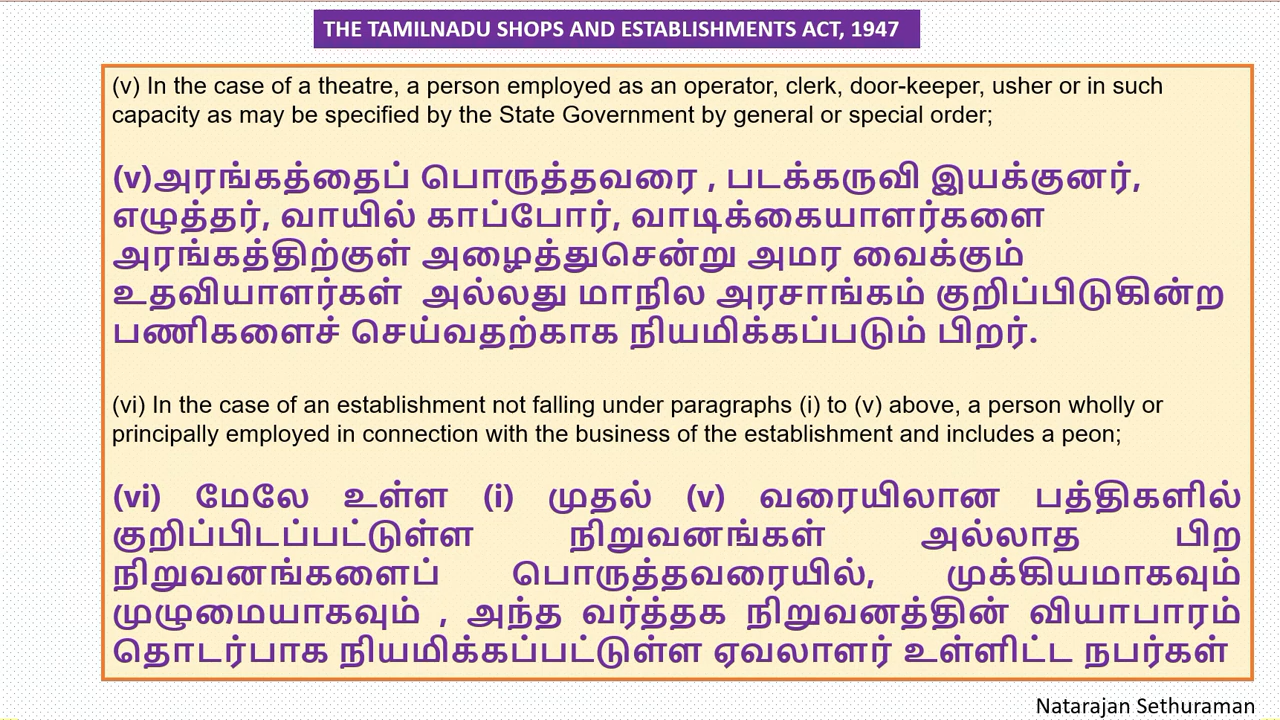 THE TAMILNADU SHOPS AND ESTABLISHMENTS ACT, 1947
(v) In the case of a theatre, a person employed as an operator, clerk, door-keeper, usher or in such
capacity as may be specified by the State Government by general or special order;
(v)அரங்கத்தைப் பொருத்தவரை , படக்கருவி இயக்குனர்,
எழுத்தர், வாயில் காப்போர், வாடிக்கையாளர்களை
அரங்கத்திற்குள் அழைத்துசென்று அமர வைக்கும்
உதவியாளர்கள் அல்லது மாநில அரசாங்கம் குறிப்பிடுகின்ற
பணிகளைச் செய்வதற்காக நியமிக்கப்படும் பிறர்.
(vi) In the case of an establishment not falling under paragraphs (i) to (v) above, a person wholly or
principally employed in connection with the business of the establishment and includes a peon;
(vi) மேலே உள்ள (i) முதல் (v) வரையிலான பத்திகளில்
குறிப்பிடப்பட்டுள்ள நிறுவனங்கள் அல்லாத பிற
நிறுவனங்களைப் பொருத்தவரையில், முக்கியமாகவும்
முழுமையாகவும் , அந்த வர்த்தக நிறுவனத்தின் வியாபாரம்
தொடர்பாக நியமிக்கப்பட்டுள்ள ஏவலாளர் உள்ளிட்ட நபர்கள்
Natarajan Sethuraman